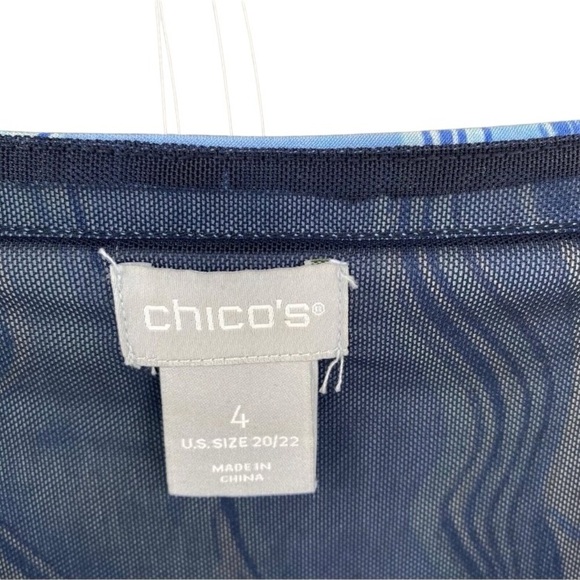 chico's®
4
U.S. SIZE 20/22
MADE IN
CHINA